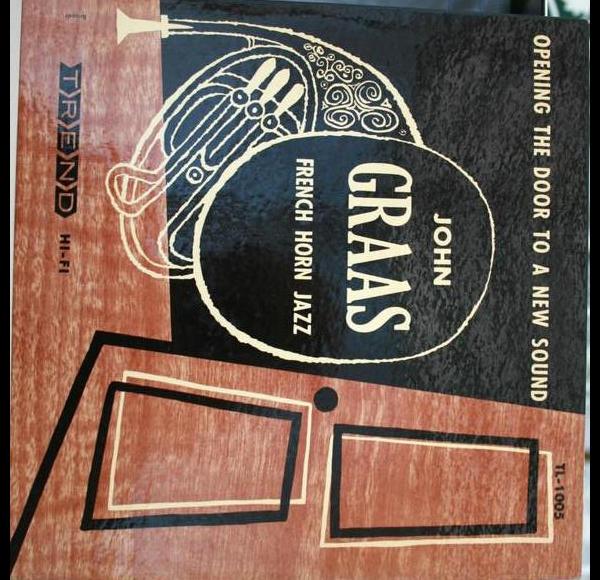 OPENING THE DOOR TO A NEW SOUND
TL-1005
JOHN
GRAAS
FRENCH HORN JAZZ
TREND HI-FI